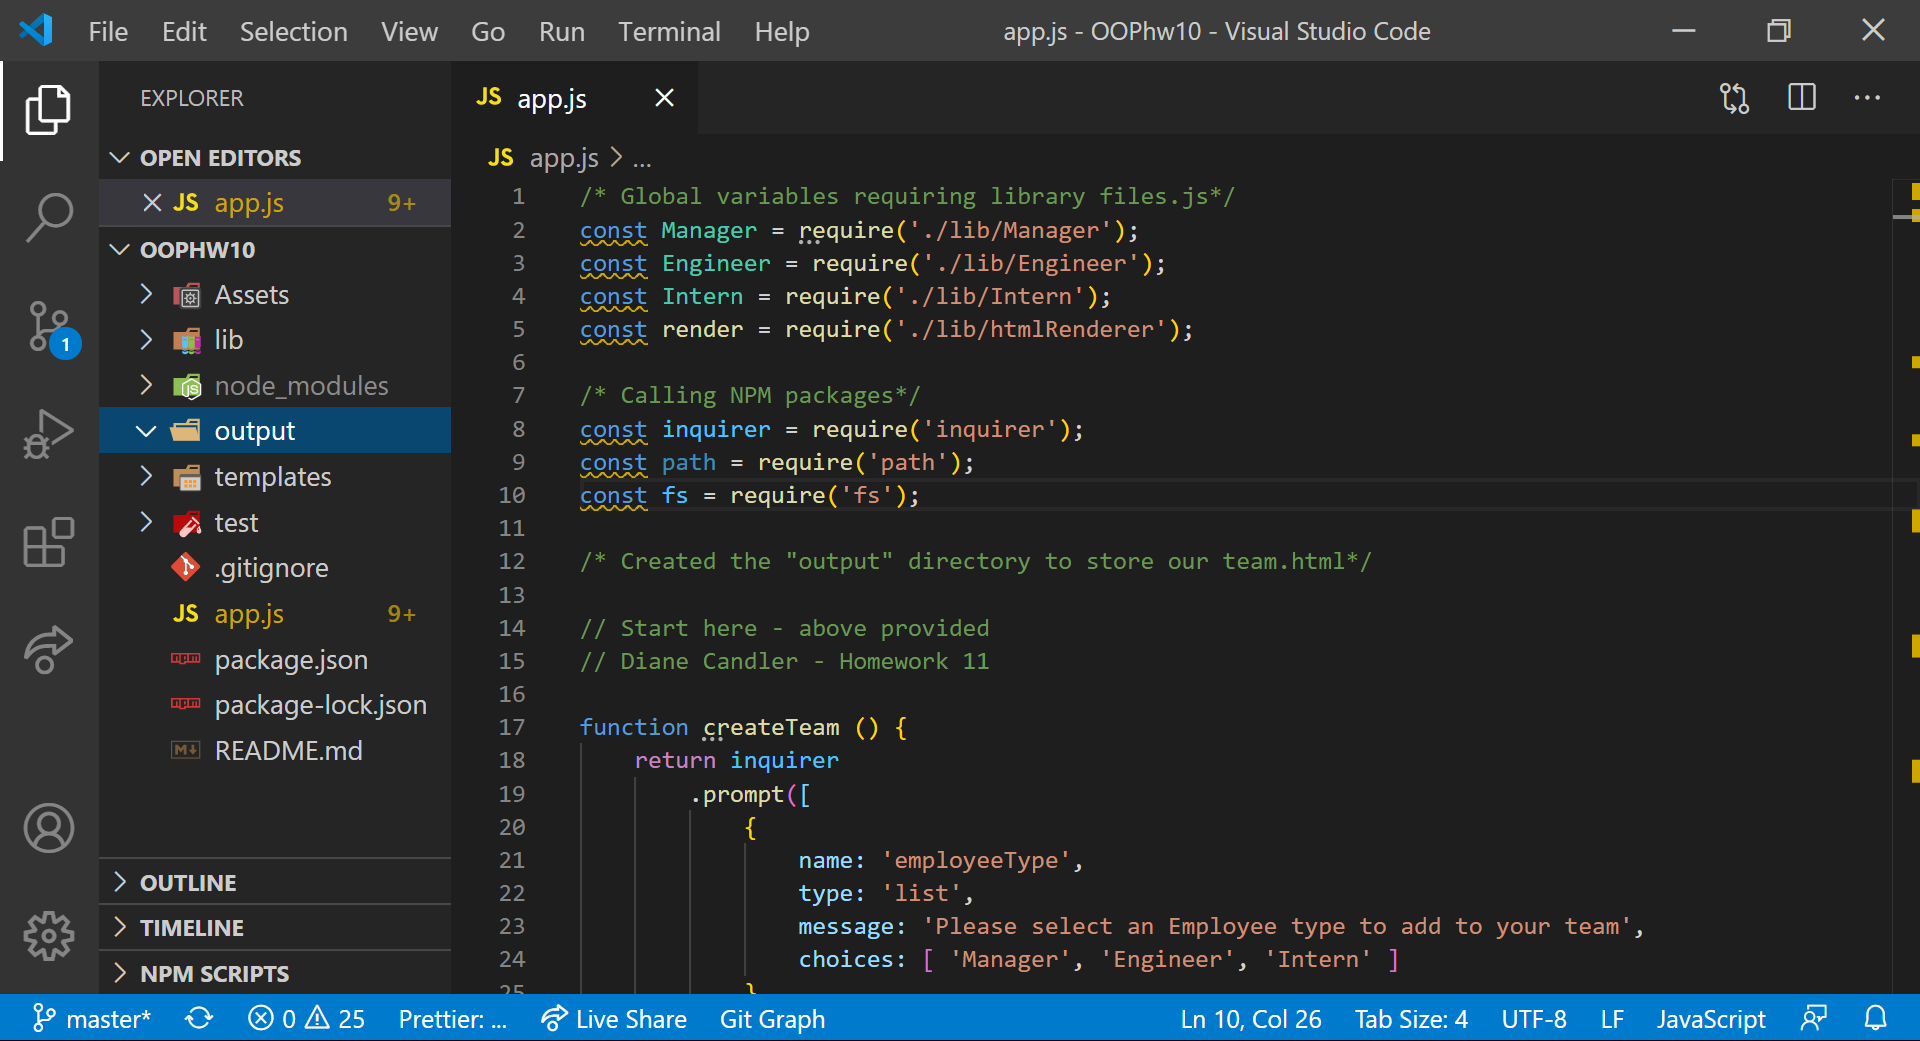 File Edit Selection View Go Run Terminal Help app.js - OOPhw10 - Visual Studio Code
EXPLORER
OPEN EDITORS
JS app.js 9+
OOPHW10
Assets
lib
node_modules
output
templates
test
.gitignore
JS app.js 9+
package.json
package-lock.json
README.md
OUTLINE
TIMELINE
NPM SCRIPTS
1
JS app.js
JS app.js > ...
1 /* Global variables requiring library files.js*/
2 const Manager = require('./lib/Manager');
3 const Engineer = require('./lib/Engineer');
4 const Intern = require('./lib/Intern');
5 const render = require('./lib/htmlRenderer');
6
7 /* Calling NPM packages*/
8 const inquirer = require('inquirer');
9 const path = require('path');
10 const fs = require('fs');
11
12 /* Created the "output" directory to store our team.html*/
13
14 // Start here - above provided
15 // Diane Candler - Homework 11
16
17 function createTeam () {
18 return inquirer
19 .prompt([
20 {
21 name: 'employeeType',
22 type: 'list',
23 message: 'Please select an Employee type to add to your team',
24 choices: [ 'Manager', 'Engineer', 'Intern' ]
25 }
master* 0 25 Prettier: ... Live Share Git Graph Ln 10, Col 26 Tab Size: 4 UTF-8 LF JavaScript